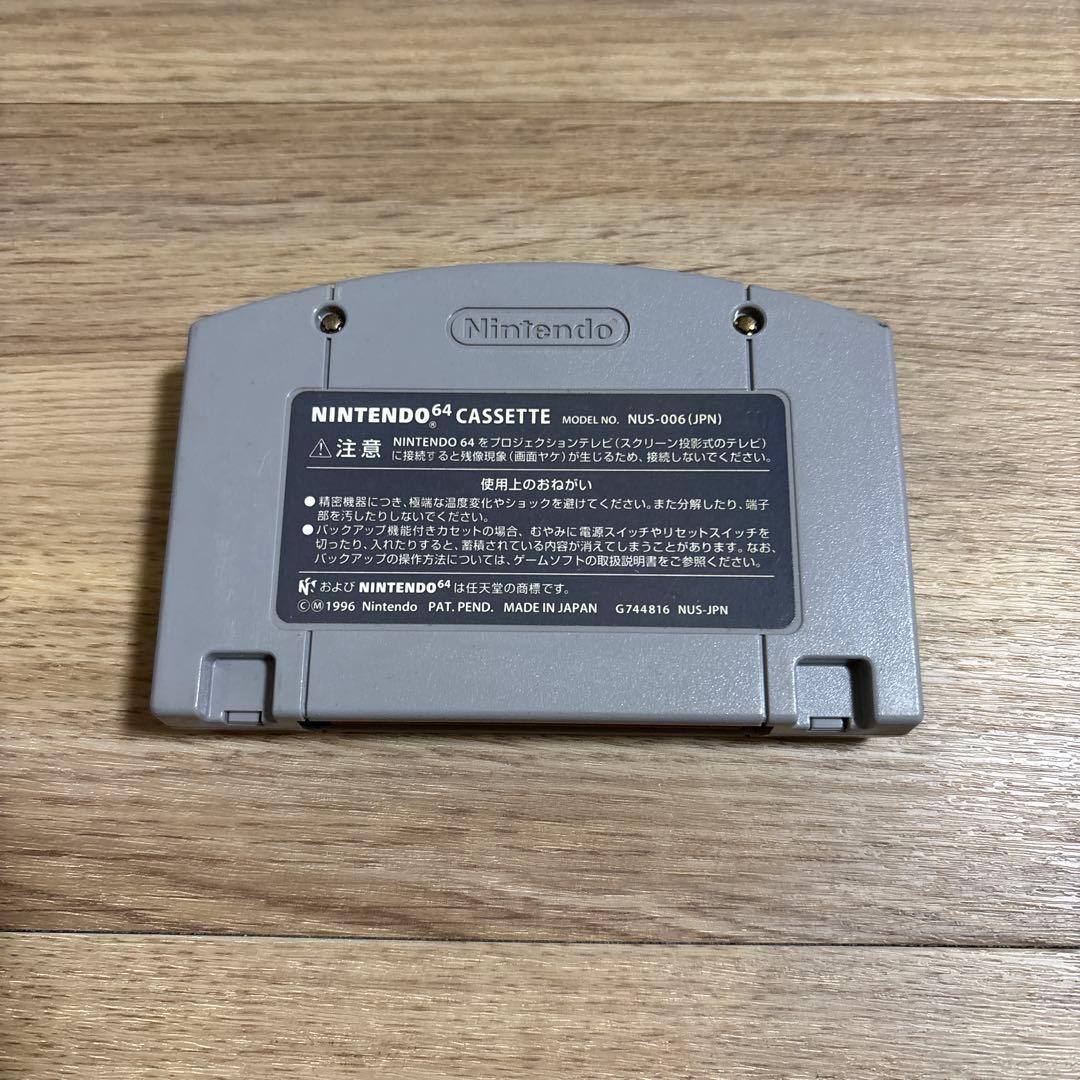 Nintendo
NINTENDO64® CASSETTE MODEL NO. NUS-006(JPN)
⚠注意 NINTENDO 64をプロジェクションテレビ(スクリーン投影式のテレビ)
に接続すると残像現象(画面ヤケ)が生じるため、接続しないでください。
使用上のおねがい
●精密機器につき、極端な温度変化やショックを避けてください。また分解したり、端子
部を汚したりしないでください。
●バックアップ機能付きカセットの場合、むやみに電源スイッチやリセットスイッチを
切ったり、入れたりすると、蓄積されている内容が消えてしまうことがあります。なお、
バックアップの操作方法については、ゲームソフトの取扱説明書をご参照ください。
および NINTENDO64 は任天堂の商標です。
ⒸⓂ1996 Nintendo PAT. PEND. MADE IN JAPAN G744816 NUS-JPN